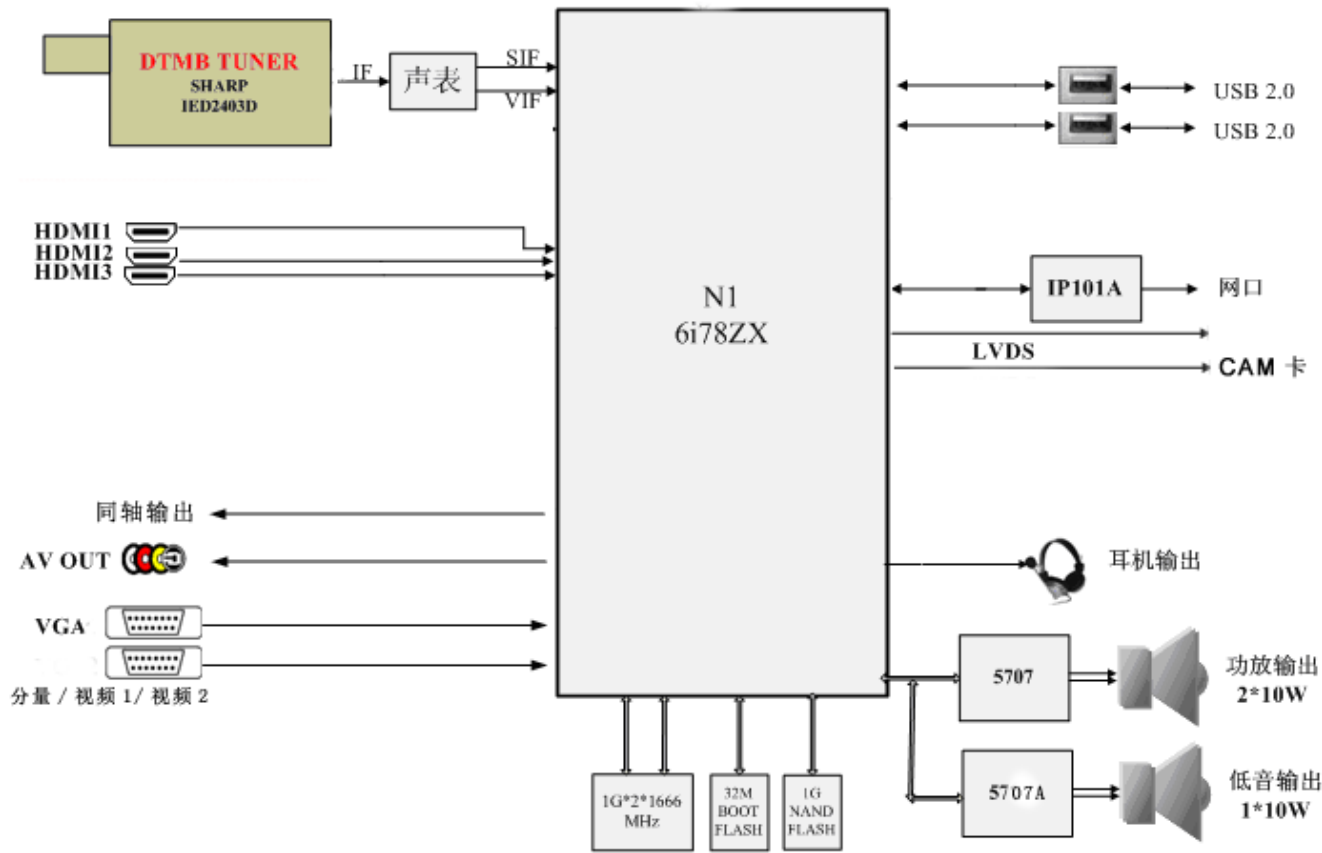 DTMB TUNER
SHARP
IED2403D
IF
声表
SIF
VIF
HDMI1
HDMI2
HDMI3
N1
6i78ZX
USB 2.0
USB 2.0
IP101A
网口
LVDS
CAM 卡
同轴输出
AV OUT
VGA
分量 / 视频 1/ 视频 2
耳机输出
5707
功放输出
2*10W
5707A
低音输出
1*10W
1G*2*1666
MHz
32M
BOOT
FLASH
1G
NAND
FLASH